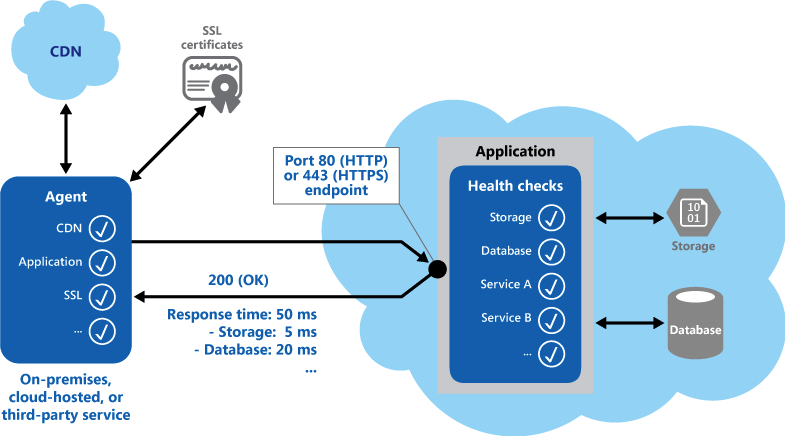 CDN
SSL
certificates
Port 80 (HTTP)
or 443 (HTTPS)
endpoint
Agent
CDN
Application
SSL
...
On-premises,
cloud-hosted, or
third-party service
200 (OK)
Response time: 50 ms
- Storage: 5 ms
- Database: 20 ms
...
Application
Health checks
Storage
Database
Service A
Service B
...
10
01
Storage
Database